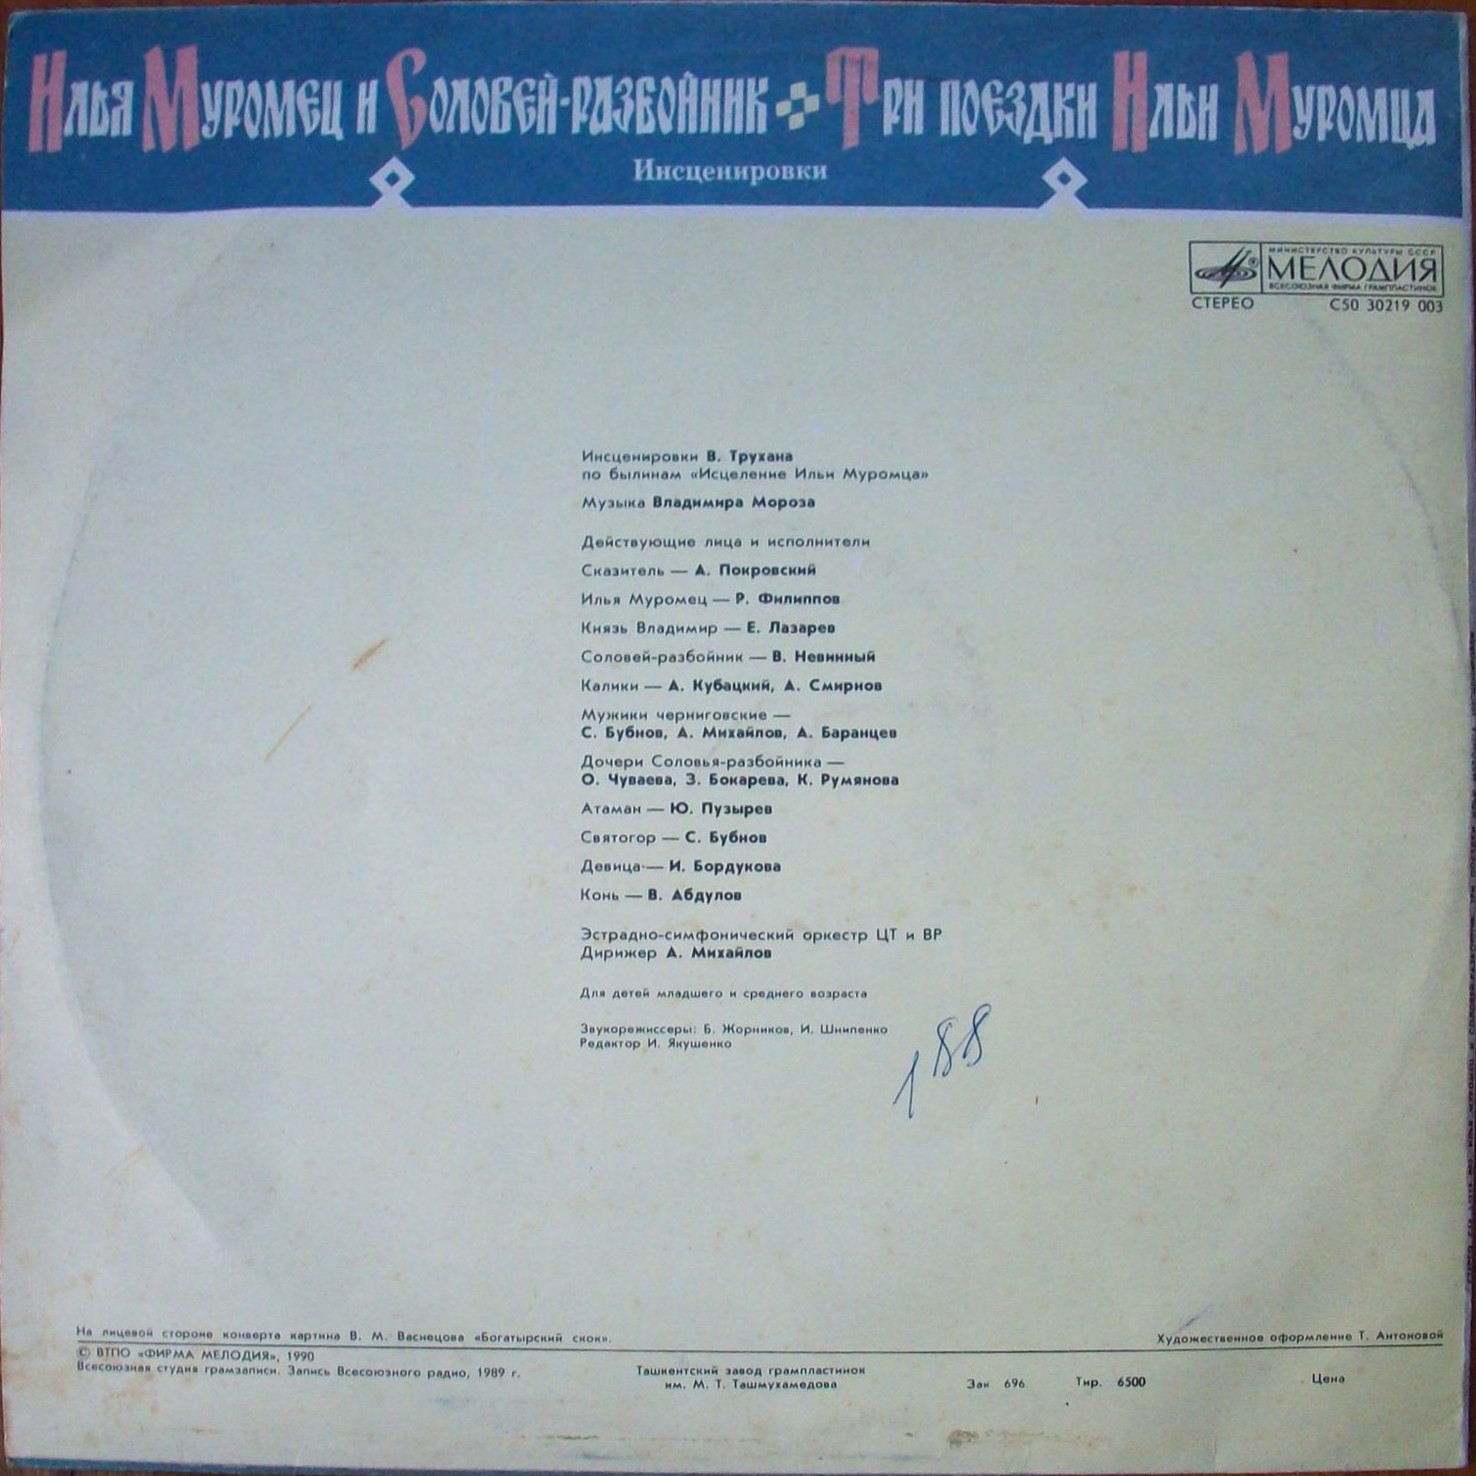 Илья Муромец и Соловей-разбойник Три поездки Ильи Муромца
Инсценировки
МИНИСТЕРСТВО КУЛЬТУРЫ СССР
МЕЛОДИЯ
ВСЕСОЮЗНАЯ ФИРМА ГРАМПЛАСТИНОК
СТЕРЕО С50 30219 003
Инсценировки В. Трухана
по былинам «Исцеление Ильи Муромца»
Музыка Владимира Мороза
Действующие лица и исполнители
Сказитель — А. Покровский
Илья Муромец — Р. Филиппов
Князь Владимир — Е. Лазарев
Соловей-разбойник — В. Невинный
Калики — А. Кубацкий, А. Смирнов
Мужики черниговские —
С. Бубнов, А. Михайлов, А. Баранцев
Дочери Соловья-разбойника —
О. Чуваева, З. Бокарева, К. Румянова
Атаман — Ю. Пузырев
Святогор — С. Бубнов
Девица — И. Бордукова
Конь — В. Абдулов
Эстрадно-симфонический оркестр ЦТ и ВР
Дирижер А. Михайлов
Для детей младшего и среднего возраста
Звукорежиссеры: Б. Жорников, И. Шнипенко
Редактор И. Якушенко
1 88
На лицевой стороне конверта картина В. М. Васнецова «Богатырский скок».
Художественное оформление Т. Антоновой
© ВТПО «ФИРМА МЕЛОДИЯ», 1990
Всесоюзная студия грамзаписи. Запись Всесоюзного радио, 1989 г.
Ташкентский завод грампластинок
им. М. Т. Ташмухамедова
Зак 696 Тир. 6500 Цена